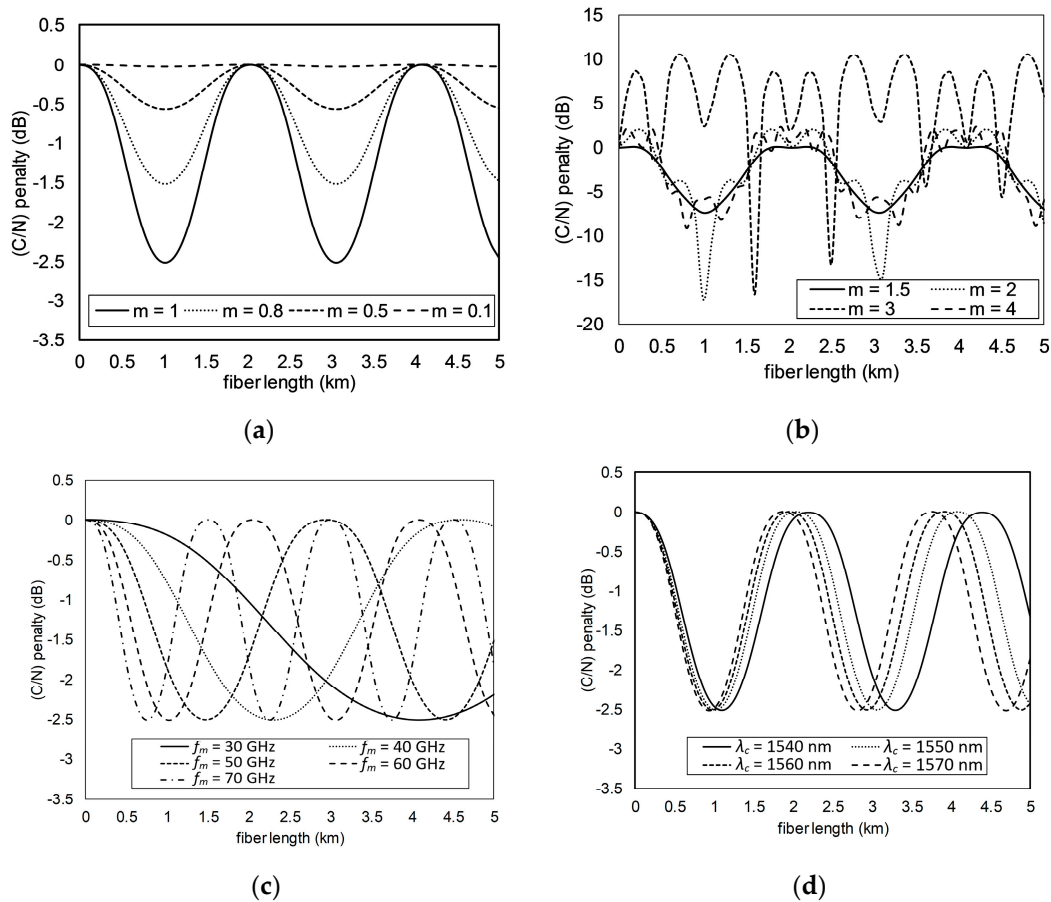 0.5
0
-0.5
-1
-1.5
-2
-2.5
-3
-3.5
(C/N) penalty (dB)
m = 1 m = 0.8 m = 0.5 m = 0.1
0 0.5 1 1.5 2 2.5 3 3.5 4 4.5 5
fiber length (km)
(a)
15
10
5
0
-5
-10
-15
-20
(C/N) penalty (dB)
m = 1.5 m = 2
m = 3 m = 4
0 0.5 1 1.5 2 2.5 3 3.5 4 4.5 5
fiber length (km)
(b)
0.5
0
-0.5
-1
-1.5
-2
-2.5
-3
-3.5
(C/N) penalty (dB)
fm = 30 GHz fm = 40 GHz
fm = 50 GHz fm = 60 GHz
fm = 70 GHz
0 0.5 1 1.5 2 2.5 3 3.5 4 4.5 5
fiber length (km)
(c)
0.5
0
-0.5
-1
-1.5
-2
-2.5
-3
-3.5
(C/N) penalty (dB)
λc = 1540 nm λc = 1550 nm
λc = 1560 nm λc = 1570 nm
0 0.5 1 1.5 2 2.5 3 3.5 4 4.5 5
fiber length (km)
(d)